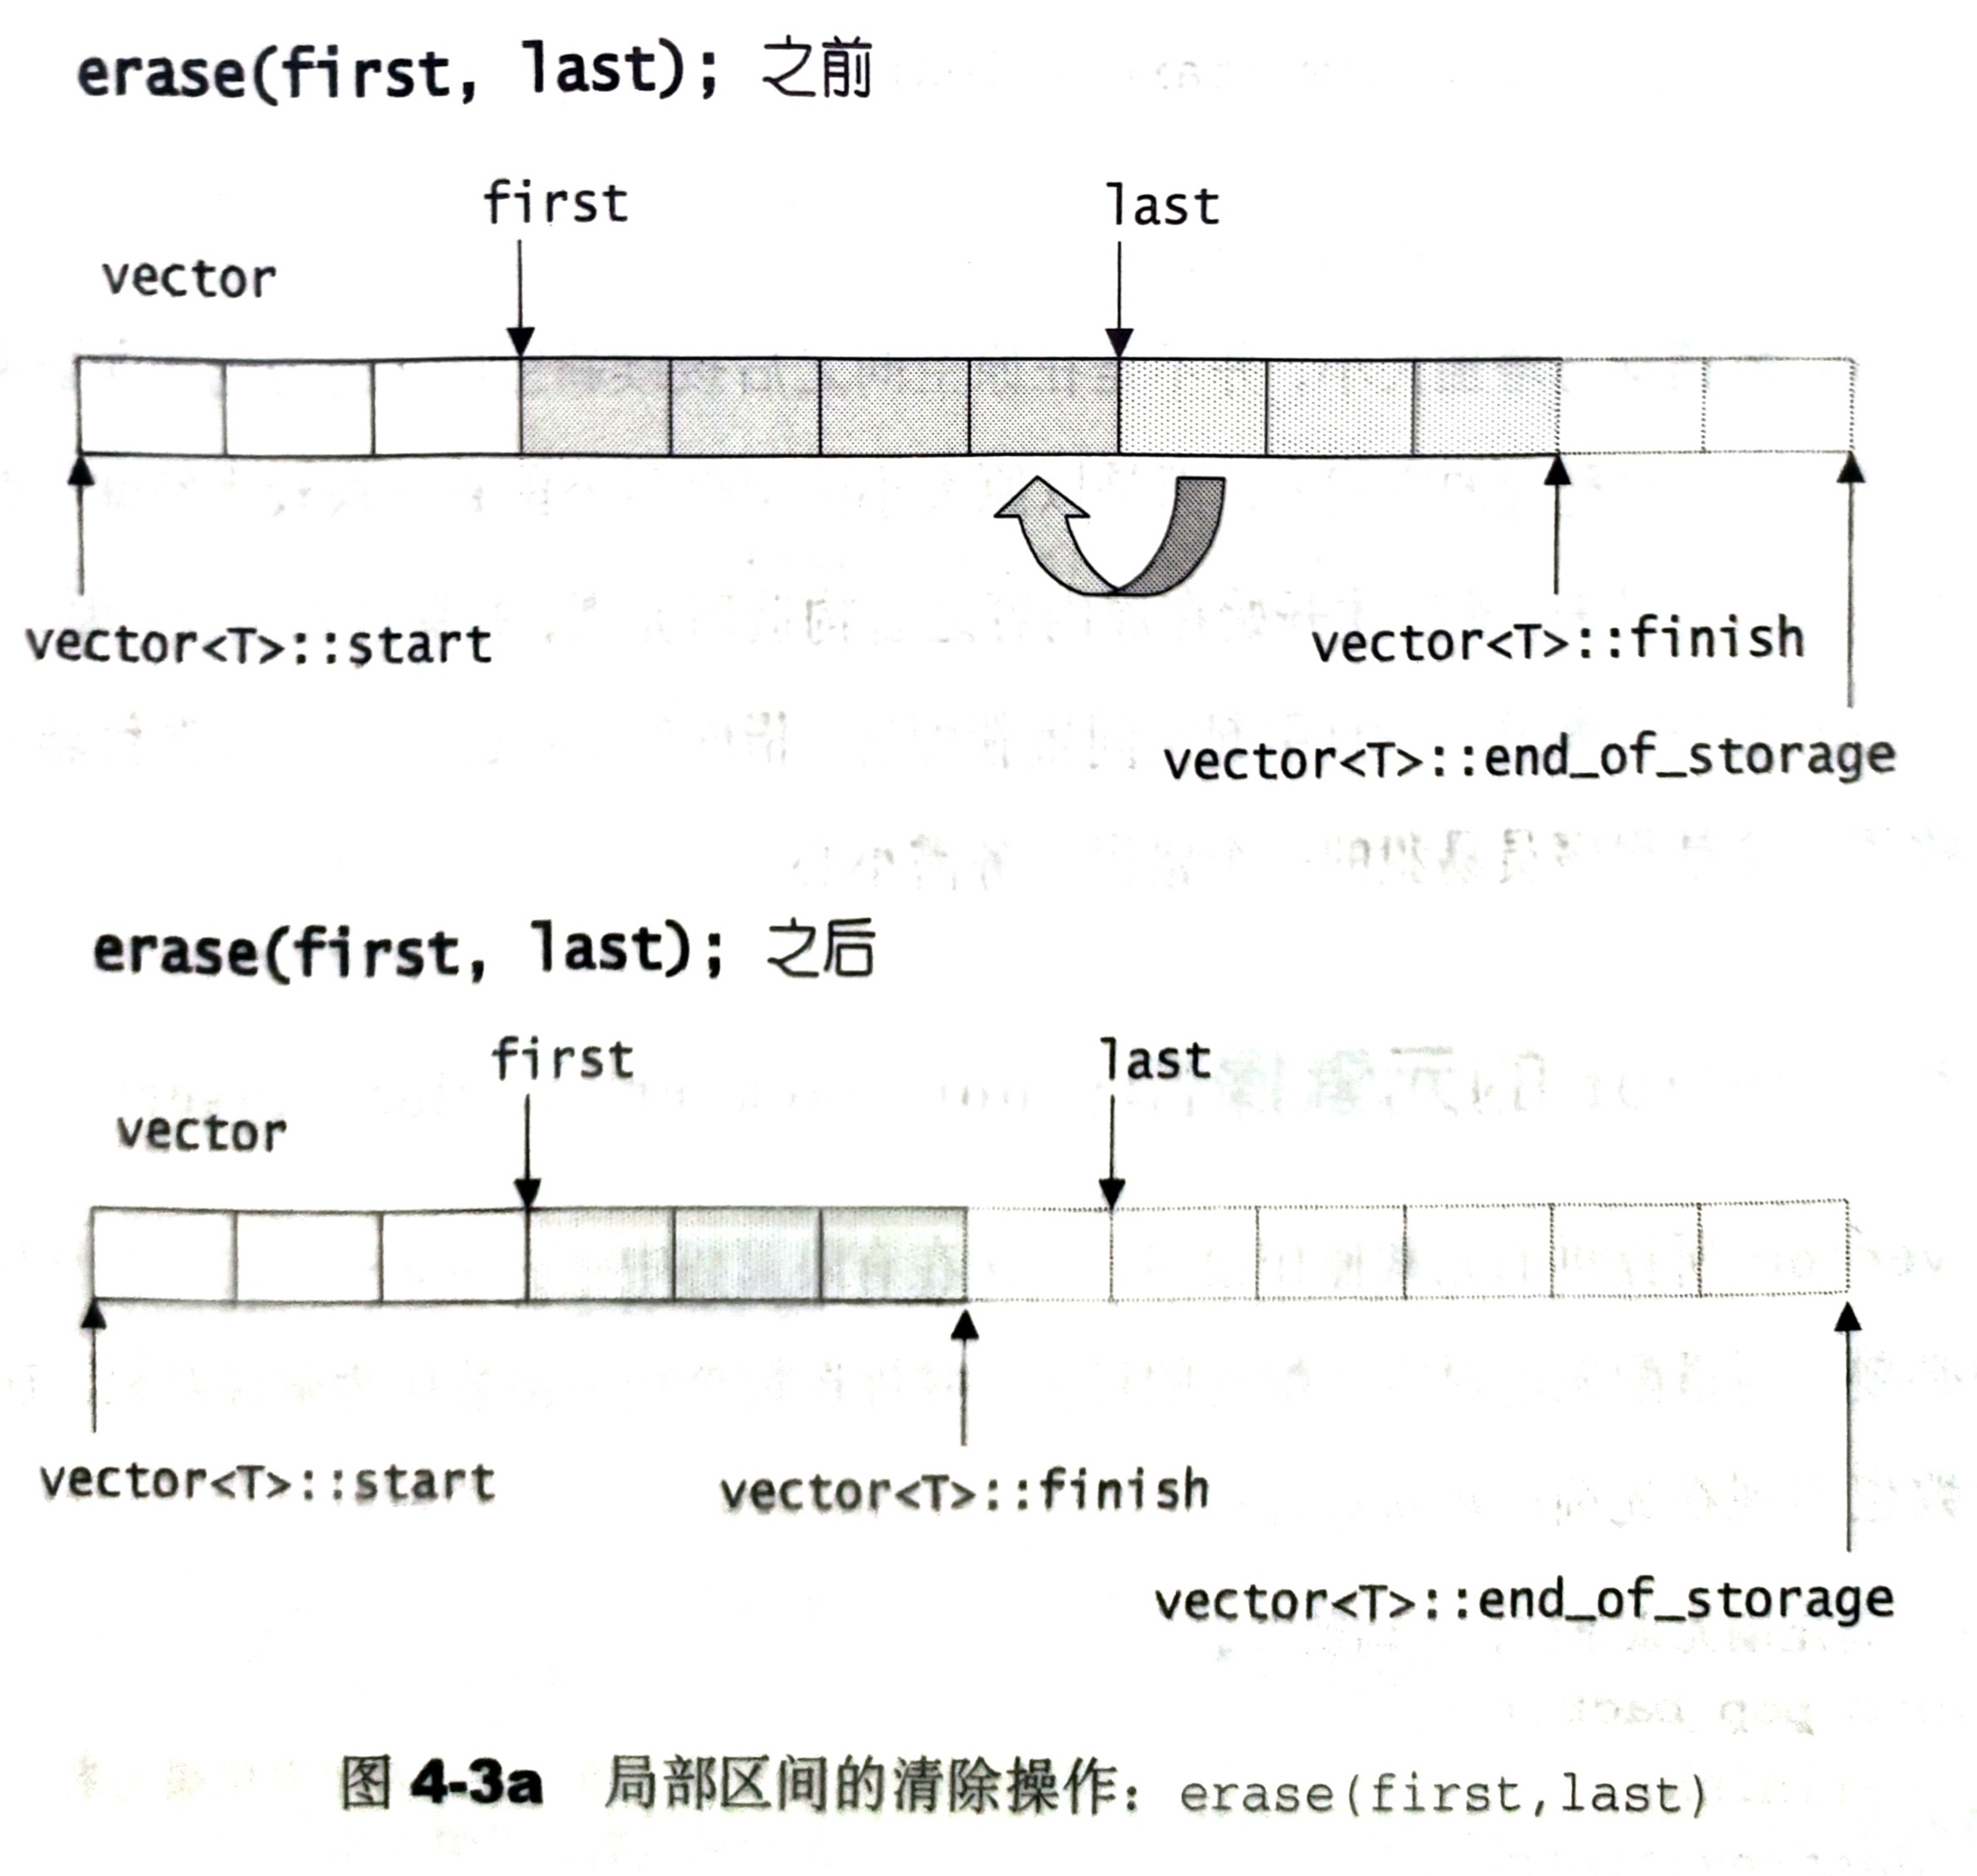 erase(first, last); 之前
first last
vector
vector<T>::start vector<T>::finish
vector<T>::end_of_storage
erase(first, last); 之后
first last
vector
vector<T>::start vector<T>::finish
vector<T>::end_of_storage
图 4-3a 局部区间的清除操作：erase(first,last)